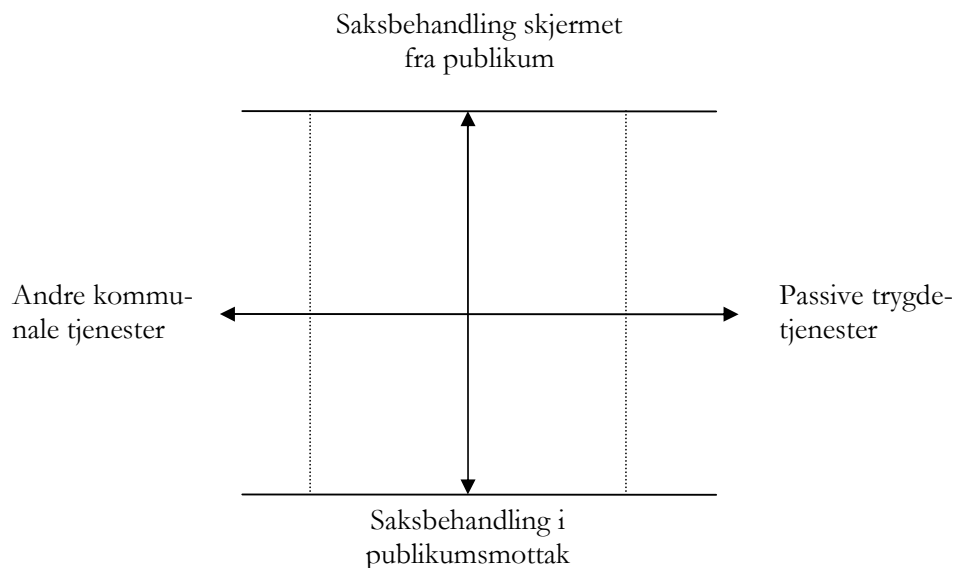 Saksbehandling skjermet
fra publikum
Andre kommu-
nale tjenester
Passive trygde-
tjenester
Saksbehandling i
publikumsmottak